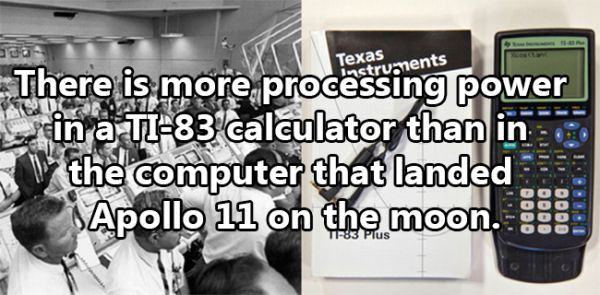 Texas
Instruments
TEXAS INSTRUMENTS TI-83 Plus
There is more processing power
in a TI-83 calculator than in
the computer that landed
Apollo 11 on the moon.
TI-83 Plus